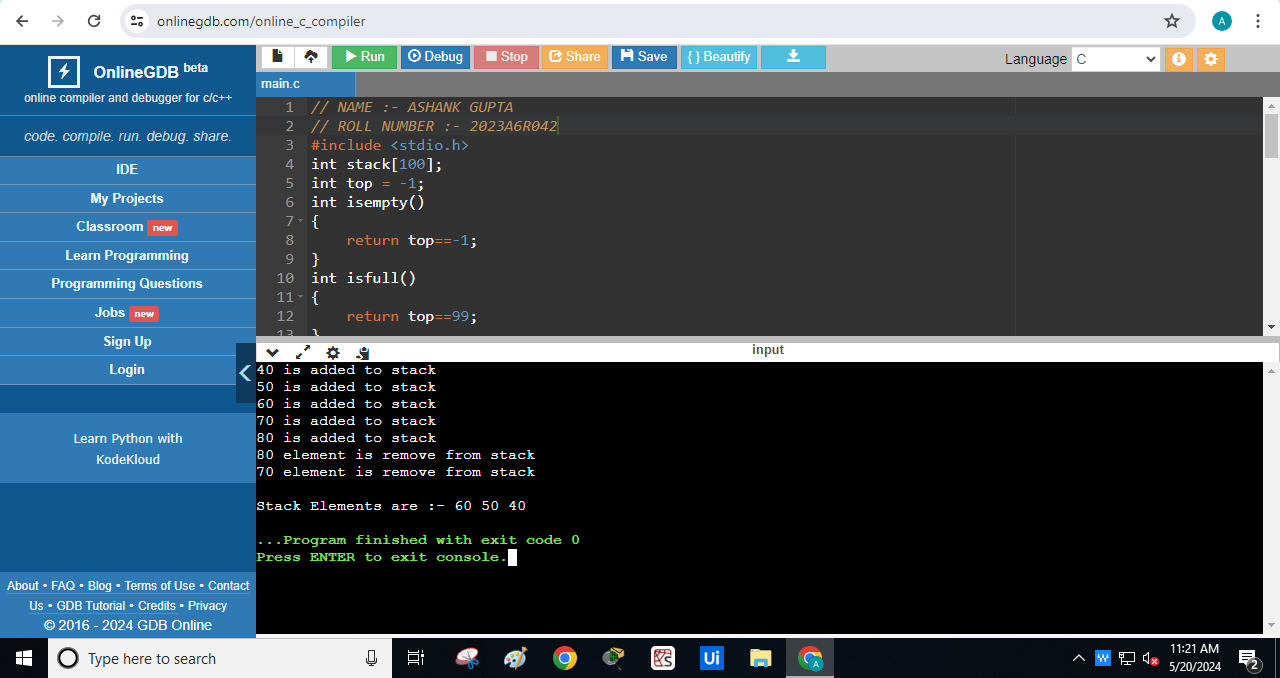 onlinegdb.com/online_c_compiler
A
OnlineGDB beta
online compiler and debugger for c/c++
code. compile. run. debug. share.
IDE
My Projects
Classroom new
Learn Programming
Programming Questions
Jobs new
Sign Up
Login
Learn Python with
KodeKloud
About • FAQ • Blog • Terms of Use • Contact
Us • GDB Tutorial • Credits • Privacy
© 2016 - 2024 GDB Online
Run Debug Stop Share Save { } Beautify
Language C
main.c
1 // NAME :- ASHANK GUPTA
2 // ROLL NUMBER :- 2023A6R042
3 #include <stdio.h>
4 int stack[100];
5 int top = -1;
6 int isempty()
7 {
8 return top==-1;
9 }
10 int isfull()
11 {
12 return top==99;
13 }
input
40 is added to stack
50 is added to stack
60 is added to stack
70 is added to stack
80 is added to stack
80 element is remove from stack
70 element is remove from stack
Stack Elements are :- 60 50 40
...Program finished with exit code 0
Press ENTER to exit console.
Type here to search
Ui
A
W
11:21 AM
5/20/2024
2